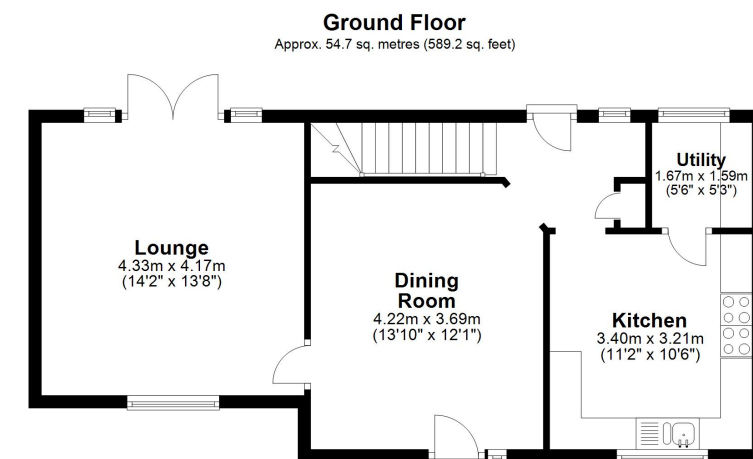 Ground Floor
Approx. 54.7 sq. metres (589.2 sq. feet)
Utility
1.67m x 1.59m
(5'6" x 5'3")
Lounge
4.33m x 4.17m
(14'2" x 13'8")
Dining
Room
4.22m x 3.69m
(13'10" x 12'1")
Kitchen
3.40m x 3.21m
(11'2" x 10'6")